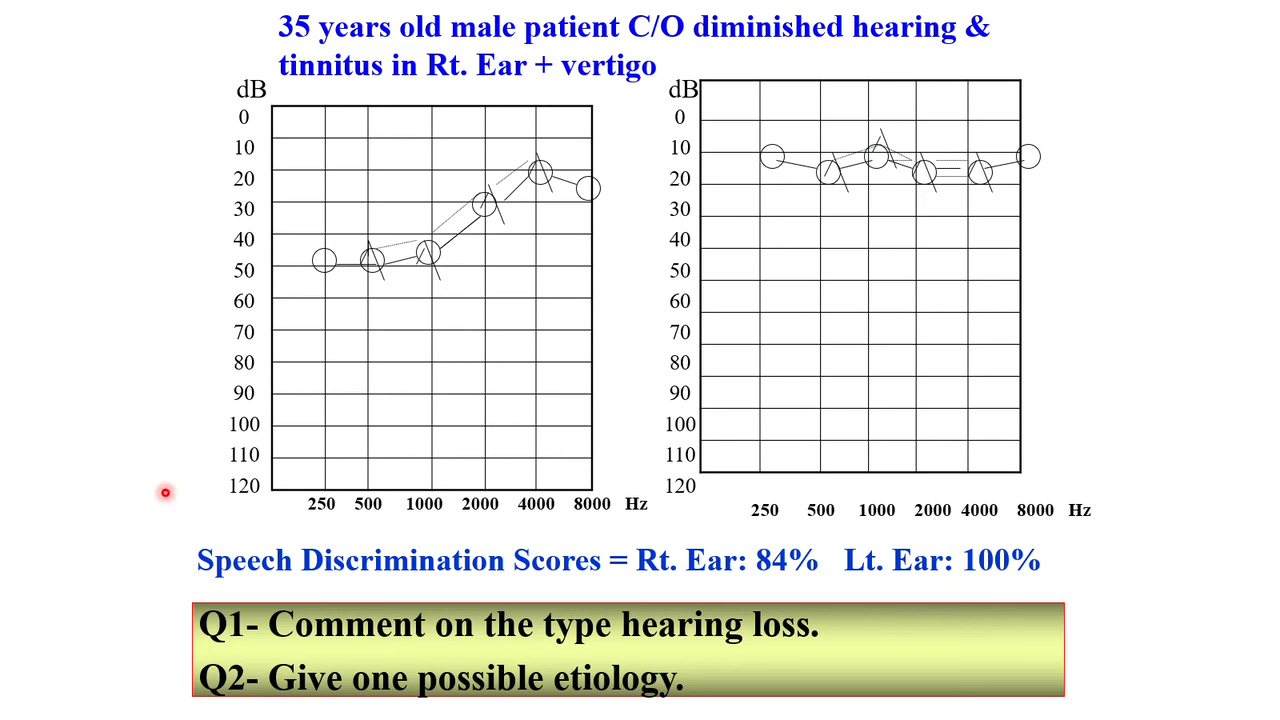 35 years old male patient C/O diminished hearing &
tinnitus in Rt. Ear + vertigo
dB
0
10
20
30
40
50
60
70
80
90
100
110
120
250 500 1000 2000 4000 8000 Hz
dB
0
10
20
30
40
50
60
70
80
90
100
110
120
250 500 1000 2000 4000 8000 Hz
Speech Discrimination Scores = Rt. Ear: 84% Lt. Ear: 100%
Q1- Comment on the type hearing loss.
Q2- Give one possible etiology.